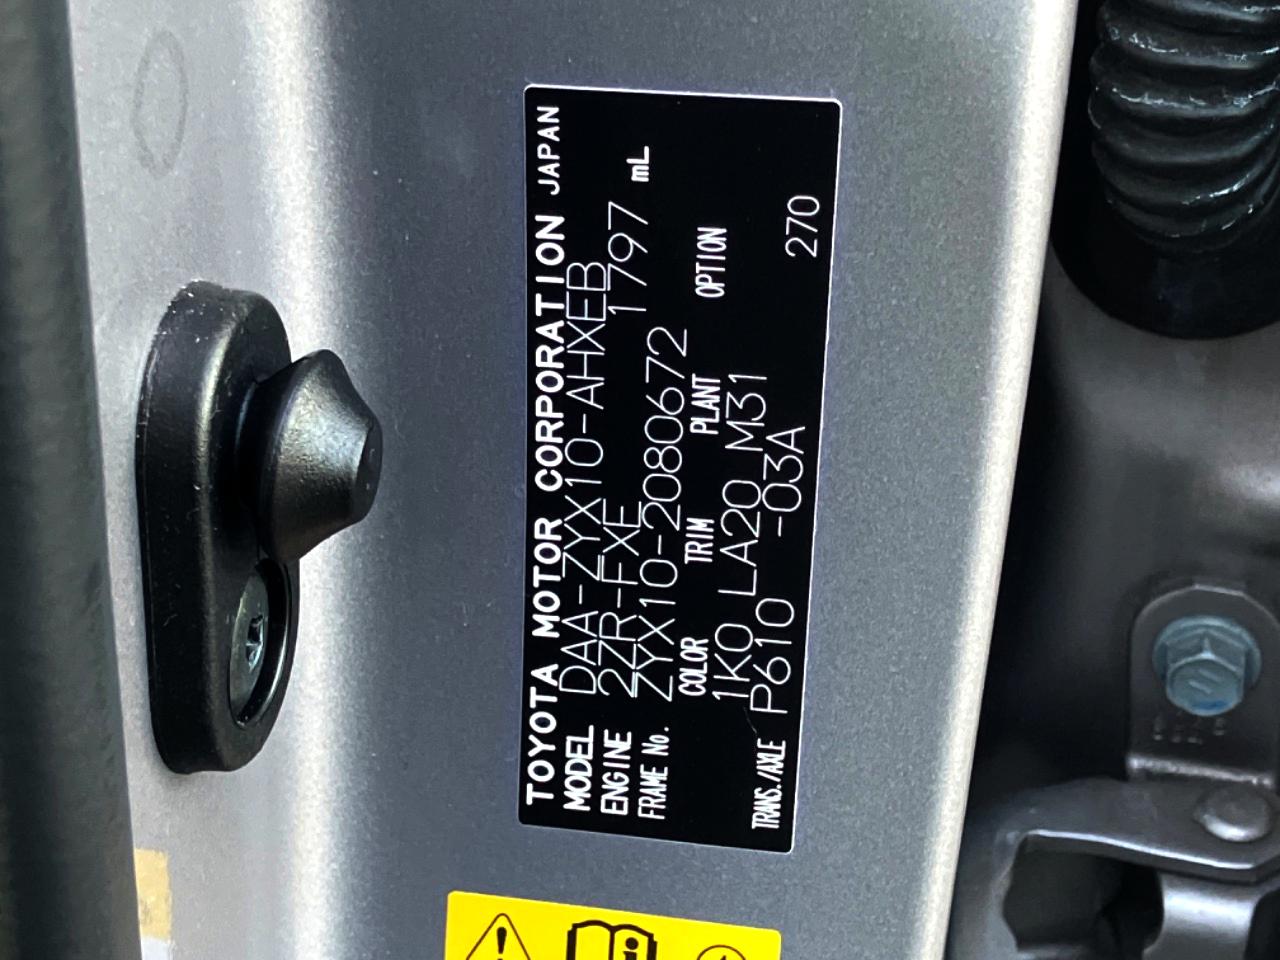 TOYOTA MOTOR CORPORATION JAPAN
MODEL DAA-ZYX10-AHXEB
ENGINE 2ZR-FXE 1797 mL
FRAME No. ZYX10-2080672
COLOR TRIM PLANT OPTION
1K0 LA20 M31
TRANS./AXLE P610 -03A 270